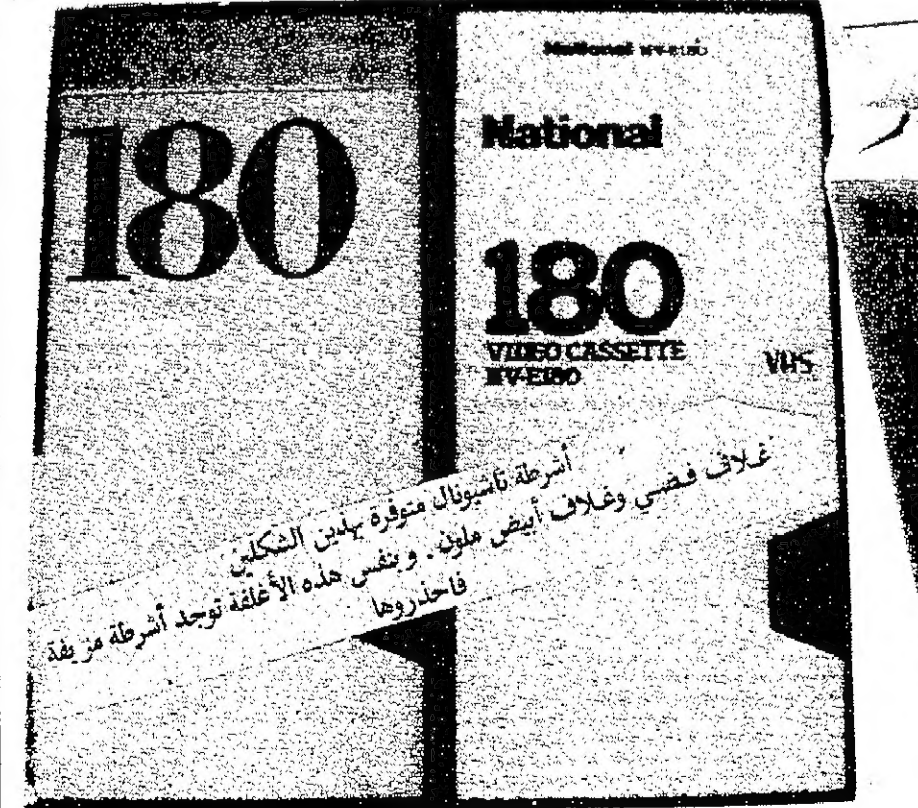 180
National NV-E180
National
180
VIDEO CASSETTE
NV-E180
VHS
أشرطة ناشيونال متوفرة بهذين الشكلين
غلاف فضي وغلاف أبيض ملون . وبنفس هذه الأغلفة توجد أشرطة مزيفة
فاحذروها